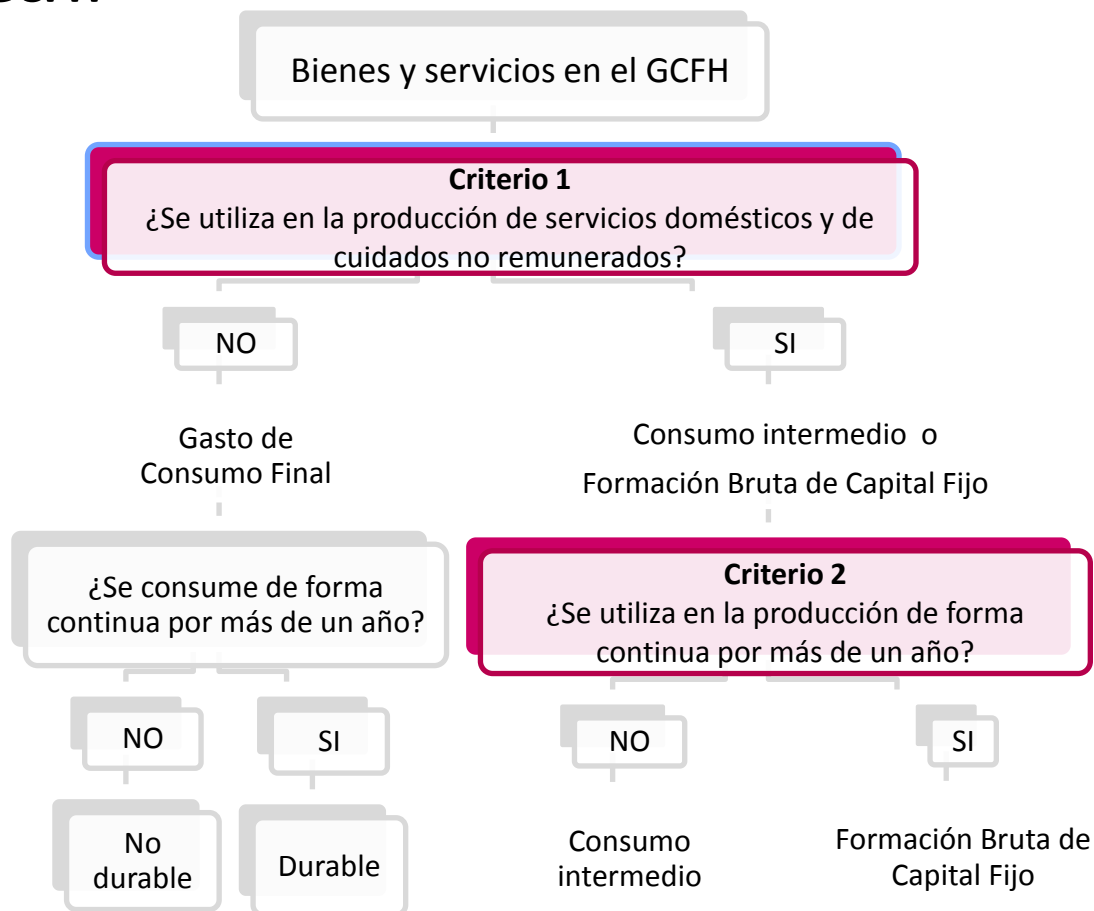 Bienes y servicios en el GCFH
Criterio 1
¿Se utiliza en la producción de servicios domésticos y de
cuidados no remunerados?
NO
SI
Gasto de
Consumo Final
Consumo intermedio o
Formación Bruta de Capital Fijo
¿Se consume de forma
continua por más de un año?
Criterio 2
¿Se utiliza en la producción de forma
continua por más de un año?
NO
SI
NO
SI
No
durable
Durable
Consumo
intermedio
Formación Bruta de
Capital Fijo